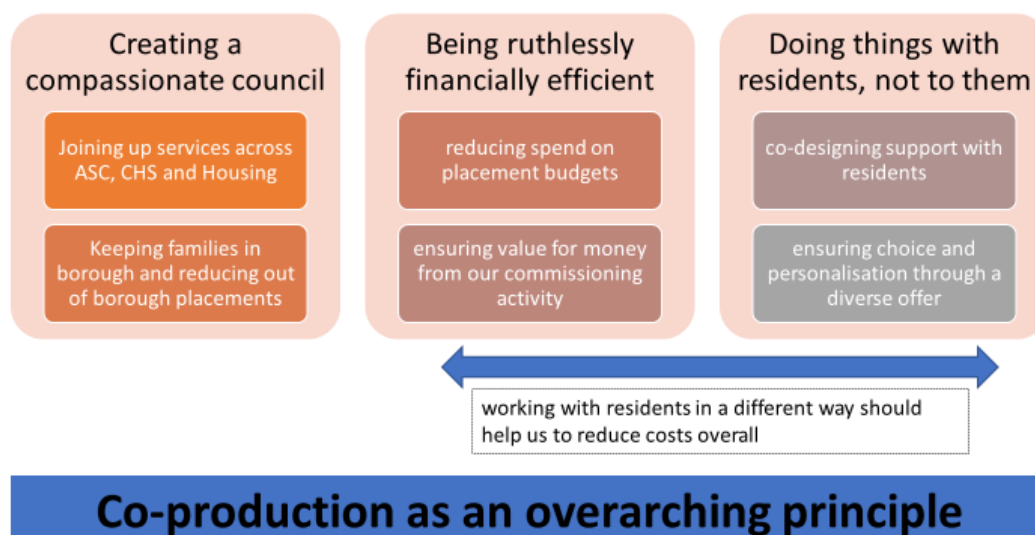 Creating a
compassionate council
Joining up services across
ASC, CHS and Housing
Keeping families in
borough and reducing out
of borough placements
Being ruthlessly
financially efficient
reducing spend on
placement budgets
ensuring value for money
from our commissioning
activity
Doing things with
residents, not to them
co-designing support with
residents
ensuring choice and
personalisation through a
diverse offer
working with residents in a different way should
help us to reduce costs overall
Co-production as an overarching principle